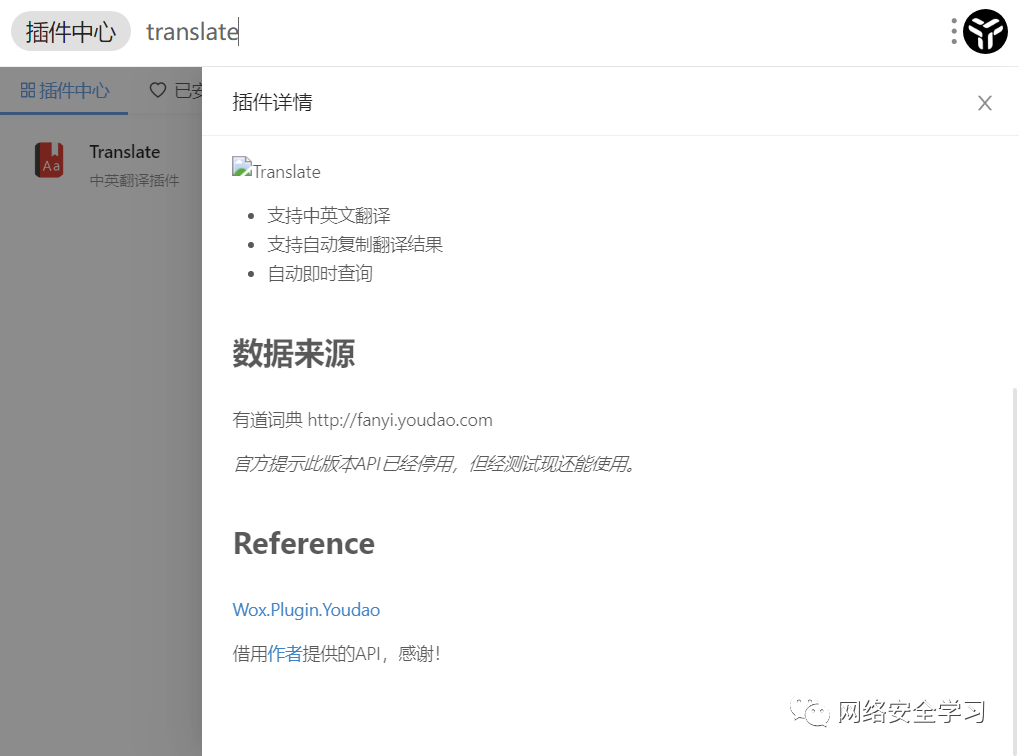 插件中心 translate
插件中心 已安
Translate
中英翻译插件
插件详情
Translate
支持中英文翻译
支持自动复制翻译结果
自动即时查询
数据来源
有道词典 http://fanyi.youdao.com
官方提示此版本API已经停用，但经测试现还能使用。
Reference
Wox.Plugin.Youdao
借用作者提供的API，感谢！
网络安全学习